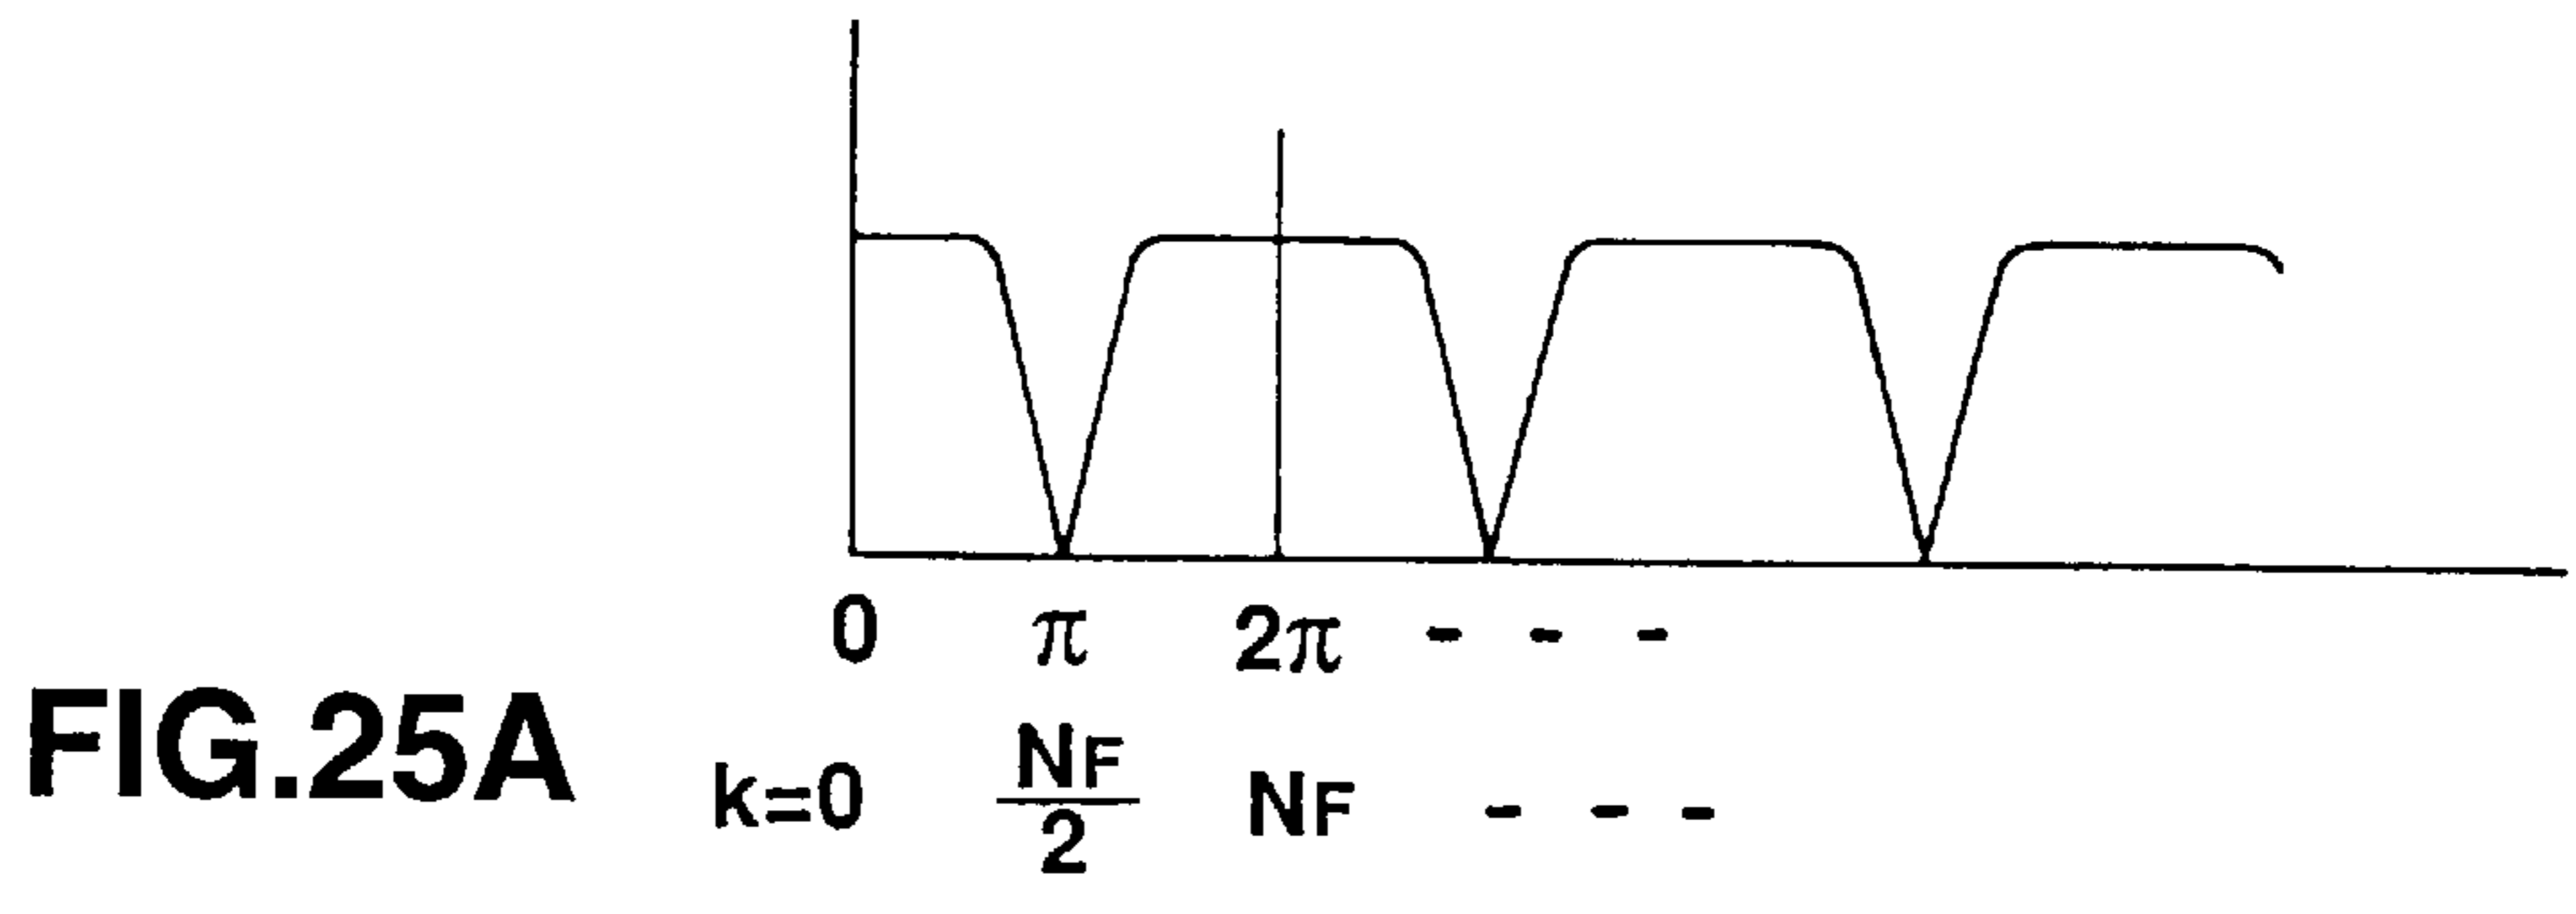 0 π 2π - - -
FIG.25A
k=0 NF/2 NF - - -